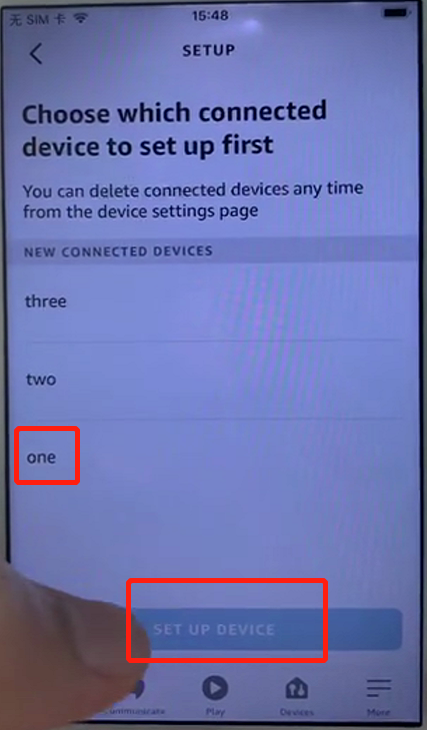 无 SIM 卡
15:48
SETUP
Choose which connected
device to set up first
You can delete connected devices any time
from the device settings page
NEW CONNECTED DEVICES
three
two
one
SET UP DEVICE
Play
Devices
More